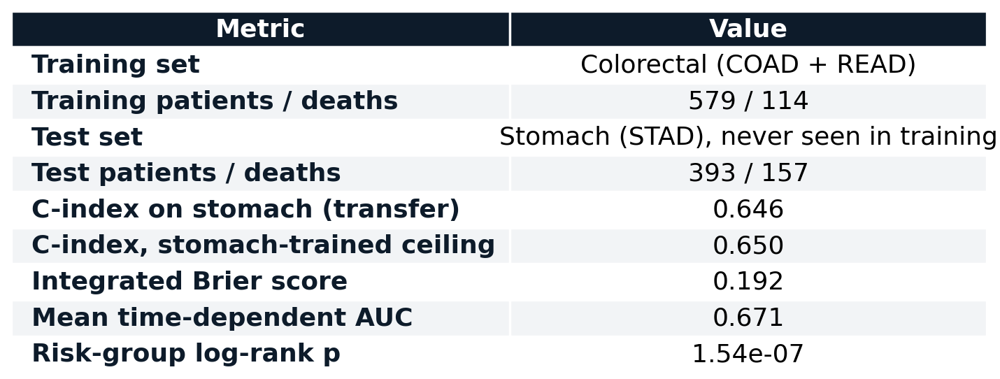 Metric Value
Training set Colorectal (COAD + READ)
Training patients / deaths 579 / 114
Test set Stomach (STAD), never seen in training
Test patients / deaths 393 / 157
C-index on stomach (transfer) 0.646
C-index, stomach-trained ceiling 0.650
Integrated Brier score 0.192
Mean time-dependent AUC 0.671
Risk-group log-rank p 1.54e-07